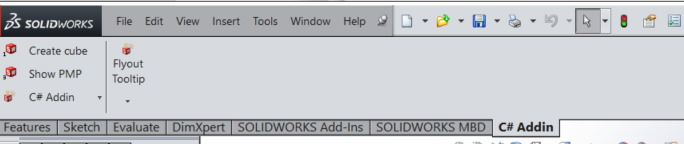 SOLIDWORKS File Edit View Insert Tools Window Help
Create cube
Show PMP
C# Addin
Flyout
Tooltip
Features Sketch Evaluate DimXpert SOLIDWORKS Add-Ins SOLIDWORKS MBD C# Addin